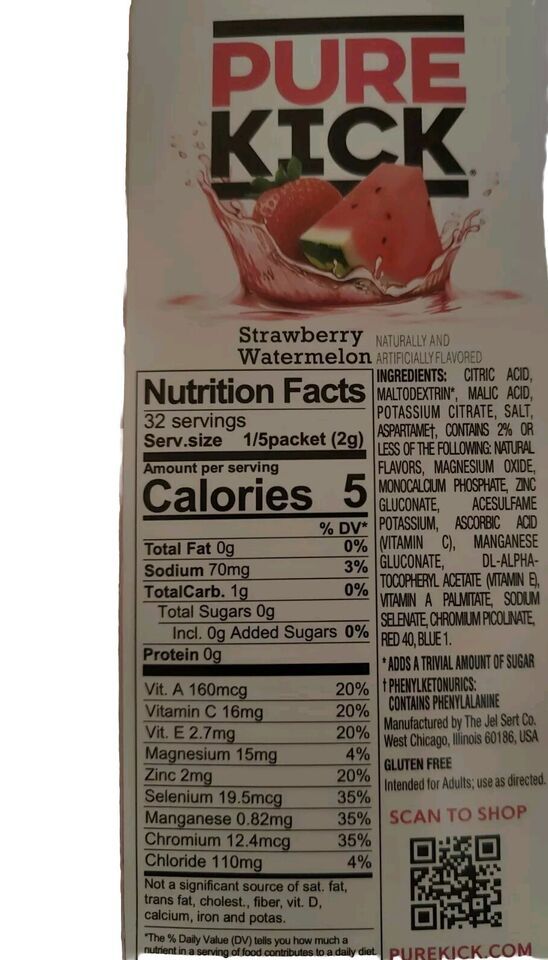 PURE
KICK®
Strawberry
Watermelon
NATURALLY AND
ARTIFICIALLY FLAVORED
Nutrition Facts
32 servings
Serv.size 1/5packet (2g)
Amount per serving
Calories 5
% DV*
Total Fat 0g 0%
Sodium 70mg 3%
TotalCarb. 1g 0%
Total Sugars 0g
Incl. 0g Added Sugars 0%
Protein 0g
Vit. A 160mcg 20%
Vitamin C 16mg 20%
Vit. E 2.7mg 20%
Magnesium 15mg 4%
Zinc 2mg 20%
Selenium 19.5mcg 35%
Manganese 0.82mg 35%
Chromium 12.4mcg 35%
Chloride 110mg 4%
Not a significant source of sat. fat,
trans fat, cholest., fiber, vit. D,
calcium, iron and potas.
*The % Daily Value (DV) tells you how much a
nutrient in a serving of food contributes to a daily diet.
INGREDIENTS: CITRIC ACID,
MALTODEXTRIN*, MALIC ACID,
POTASSIUM CITRATE, SALT,
ASPARTAME†, CONTAINS 2% OR
LESS OF THE FOLLOWING: NATURAL
FLAVORS, MAGNESIUM OXIDE,
MONOCALCIUM PHOSPHATE, ZINC
GLUCONATE, ACESULFAME
POTASSIUM, ASCORBIC ACID
(VITAMIN C), MANGANESE
GLUCONATE, DL-ALPHA-
TOCOPHERYL ACETATE (VITAMIN E),
VITAMIN A PALMITATE, SODIUM
SELENATE, CHROMIUM PICOLINATE,
RED 40, BLUE 1.
* ADDS A TRIVIAL AMOUNT OF SUGAR
† PHENYLKETONURICS:
CONTAINS PHENYLALANINE
Manufactured by The Jel Sert Co.
West Chicago, Illinois 60186, USA
GLUTEN FREE
Intended for Adults; use as directed.
SCAN TO SHOP
PUREKICK.COM